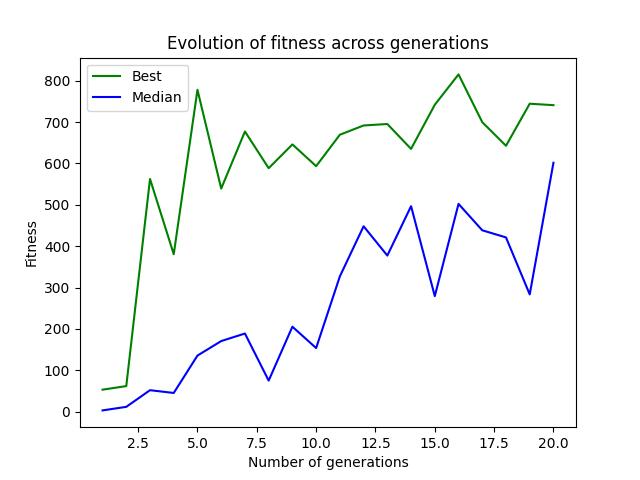 Evolution of fitness across generations
Best
Median
800
700
600
500
400
300
200
100
0
Fitness
2.5 5.0 7.5 10.0 12.5 15.0 17.5 20.0
Number of generations